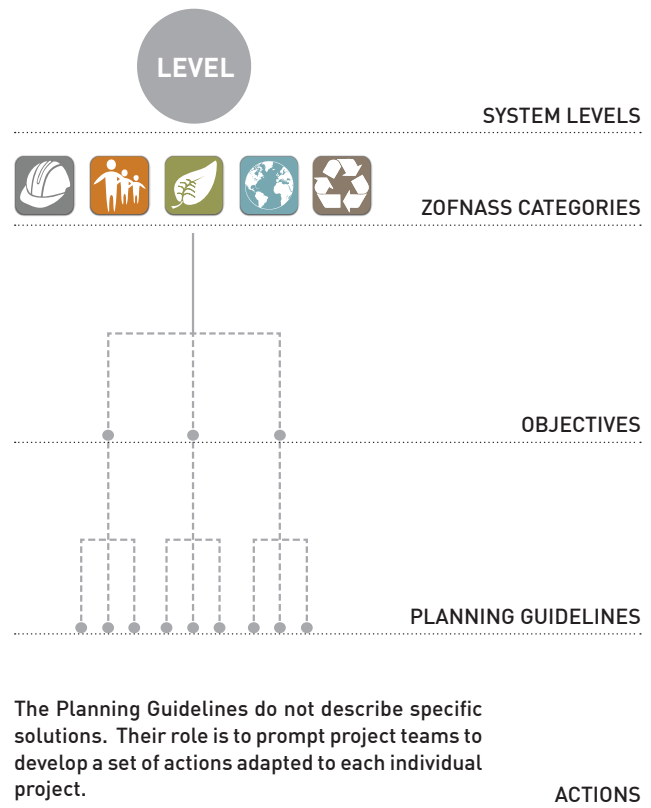 LEVEL
SYSTEM LEVELS
ZOFNASS CATEGORIES
OBJECTIVES
PLANNING GUIDELINES
The Planning Guidelines do not describe specific
solutions. Their role is to prompt project teams to
develop a set of actions adapted to each individual
project.
ACTIONS